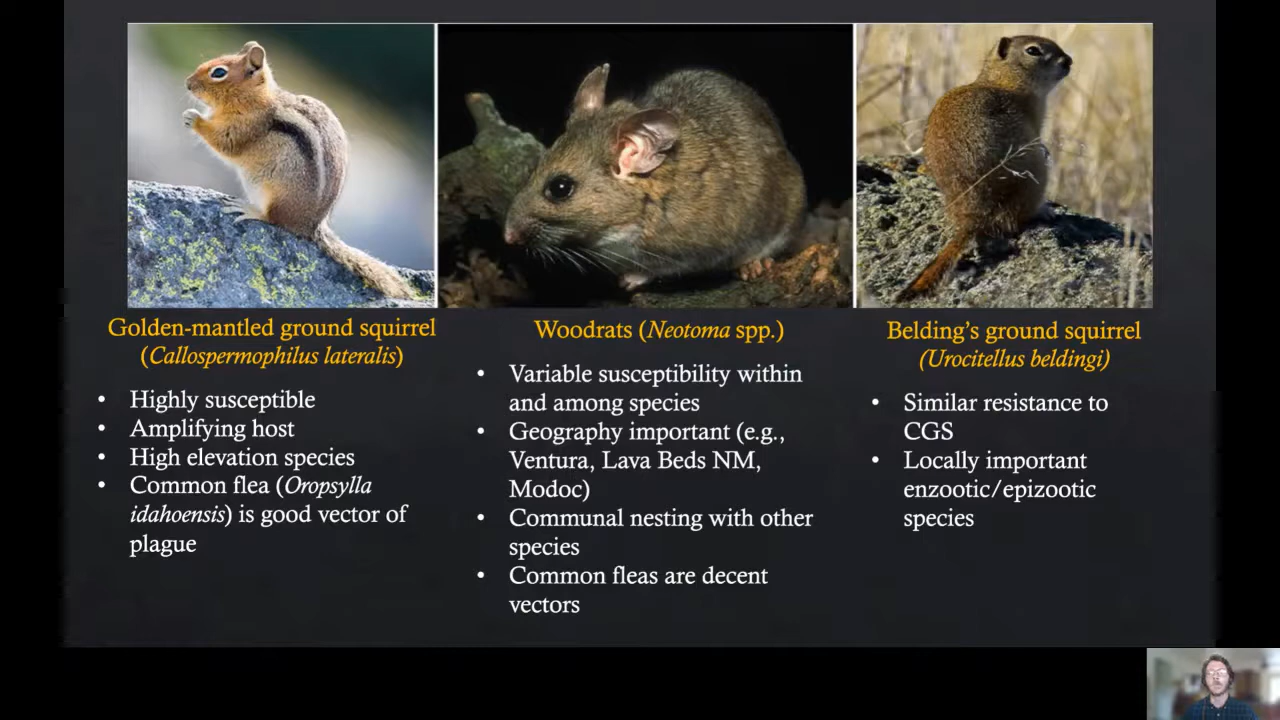 Golden-mantled ground squirrel
(Callospermophilus lateralis)
• Highly susceptible
• Amplifying host
• High elevation species
• Common flea (Oropsylla
idahoensis) is good vector of
plague
Woodrats (Neotoma spp.)
• Variable susceptibility within
and among species
• Geography important (e.g.,
Ventura, Lava Beds NM,
Modoc)
• Communal nesting with other
species
• Common fleas are decent
vectors
Belding’s ground squirrel
(Urocitellus beldingi)
• Similar resistance to
CGS
• Locally important
enzootic/epizootic
species